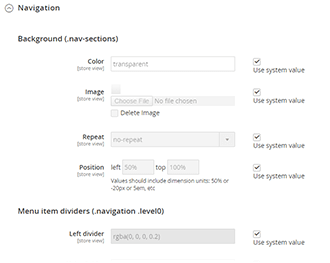 Navigation
Background (.nav-sections)
Color
[store view]
transparent
Use system value
Image
[store view]
Choose File No file chosen
Use system value
Delete Image
Repeat
[store view]
no-repeat
Use system value
Position
[store view]
left 50% top 100%
Use system value
Values should include dimension units: 50% or
-20px or 5em, etc
Menu item dividers (.navigation .level0)
Left divider
[store view]
rgba(0, 0, 0, 0.2)
Use system value